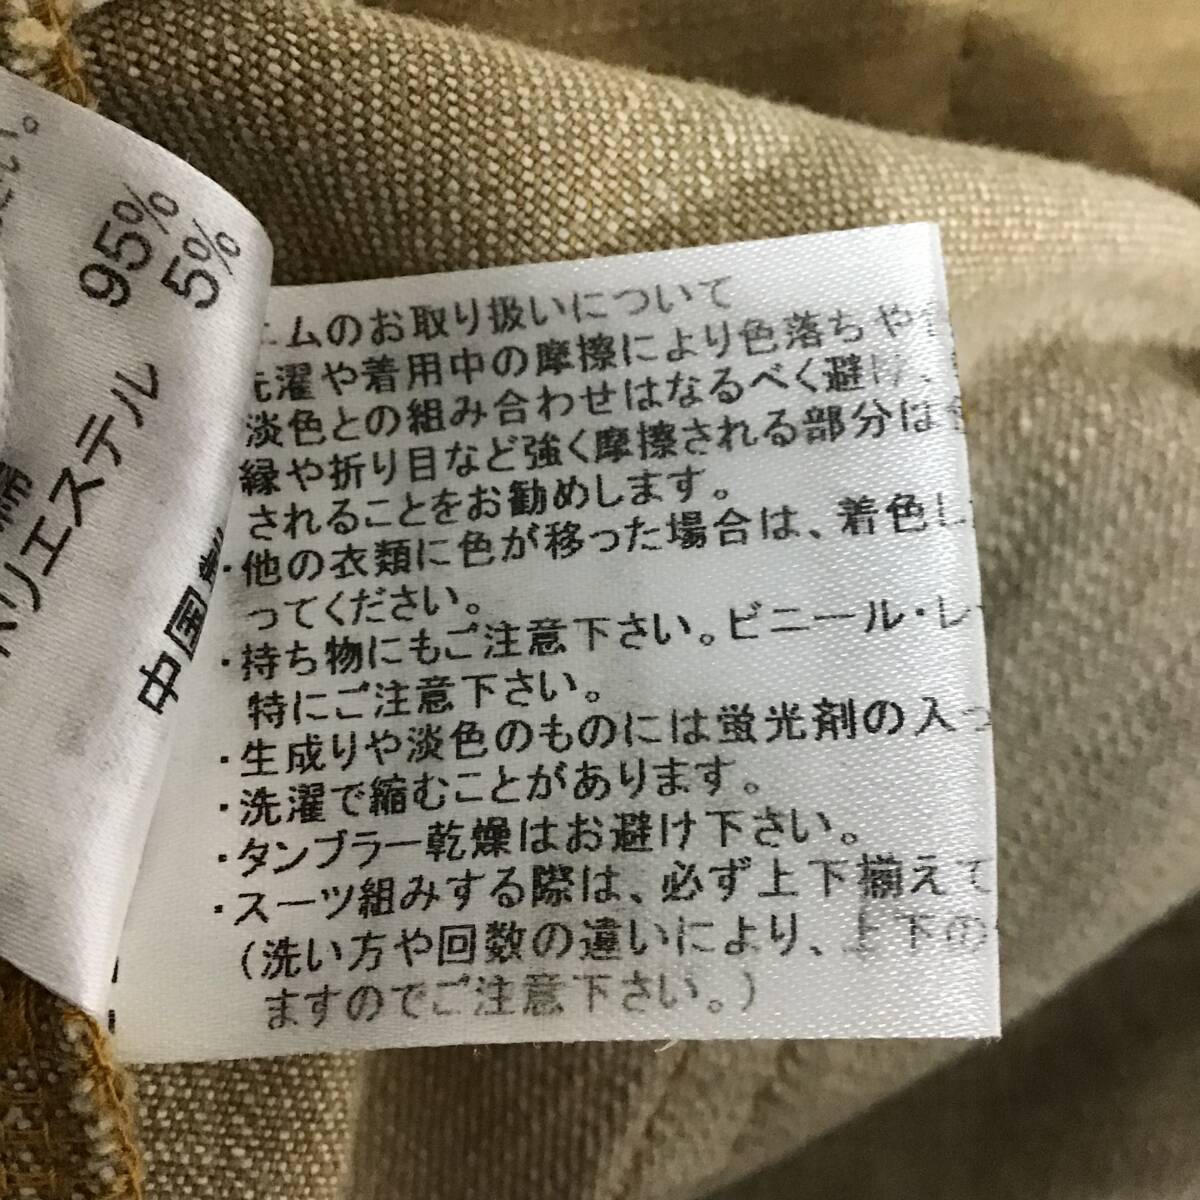 さい。
95%
5%
ポリエステル
中国
ニムのお取り扱いについて
洗濯や着用中の摩擦により色落ちや
淡色との組み合わせはなるべく避け、
縁や折り目など強く摩擦される部分は
されることをお勧めします。
・他の衣類に色が移った場合は、着色し
ってください。
・持ち物にもご注意下さい。ビニール・レ
特にご注意下さい。
・生成りや淡色のものには蛍光剤の入っ
・洗濯で縮むことがあります。
・タンブラー乾燥はお避け下さい。
・スーツ組みする際は、必ず上下揃えて
(洗い方や回数の違いにより、上下の
ますのでご注意下さい。)